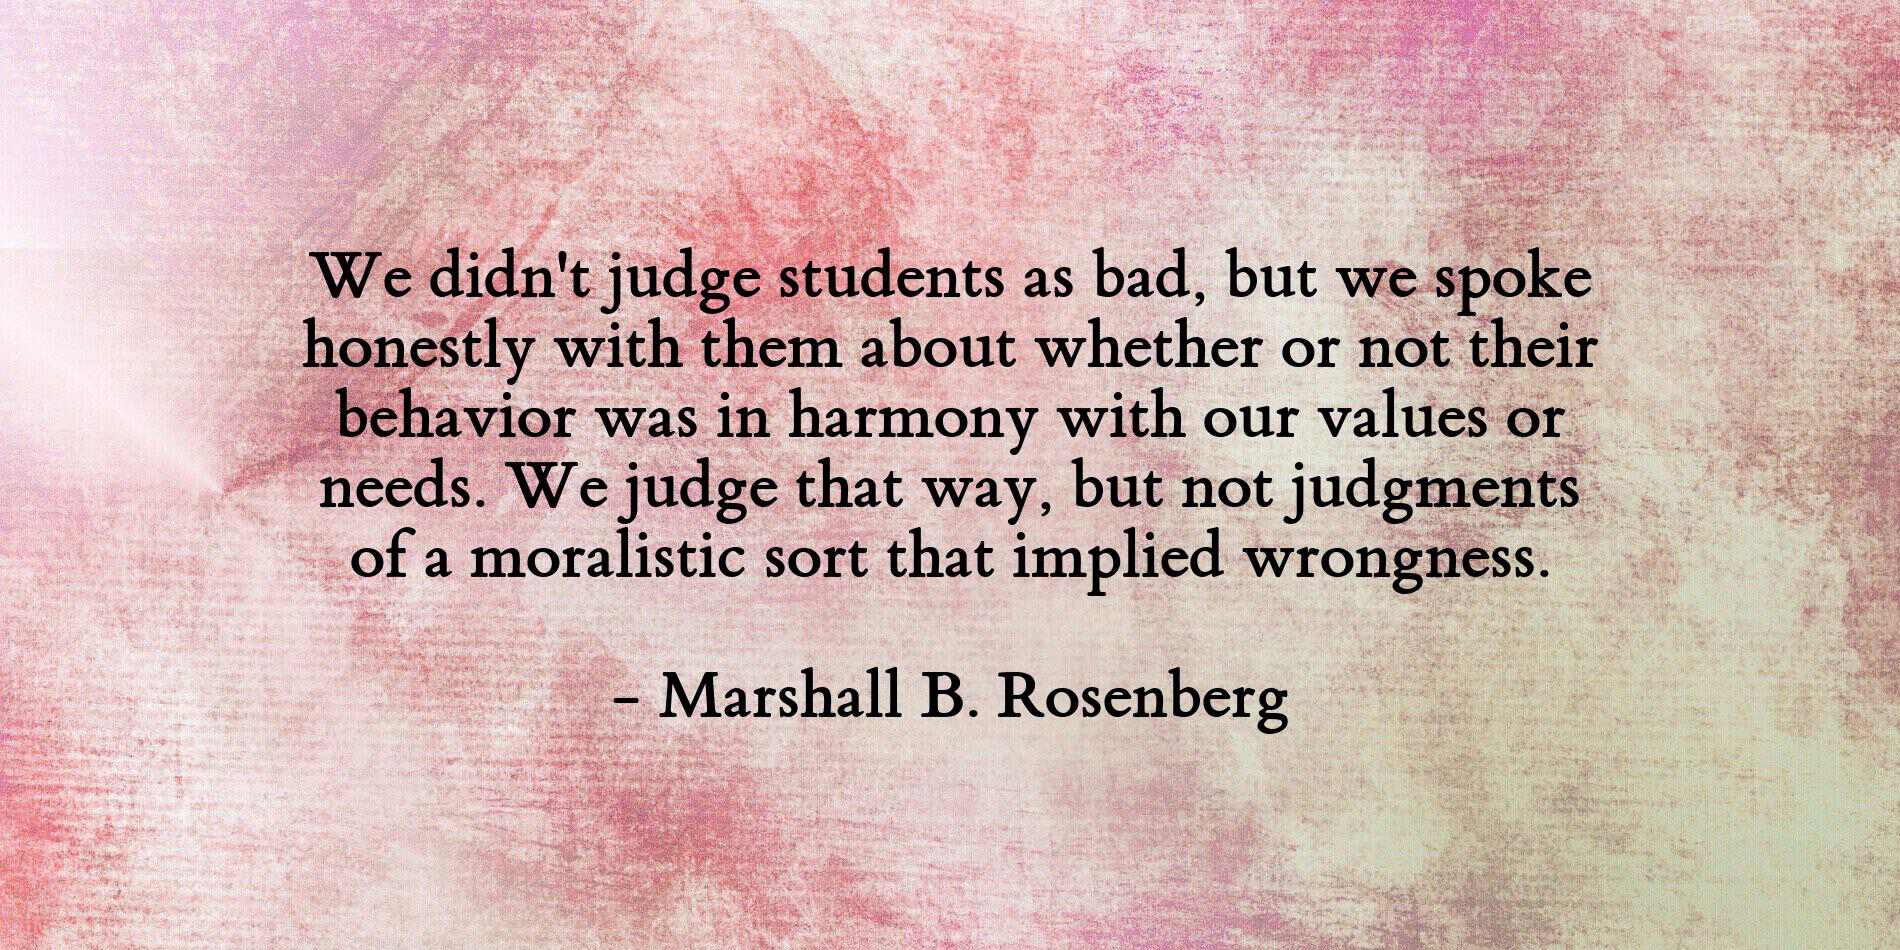 We didn't judge students as bad, but we spoke
honestly with them about whether or not their
behavior was in harmony with our values or
needs. We judge that way, but not judgments
of a moralistic sort that implied wrongness.
- Marshall B. Rosenberg